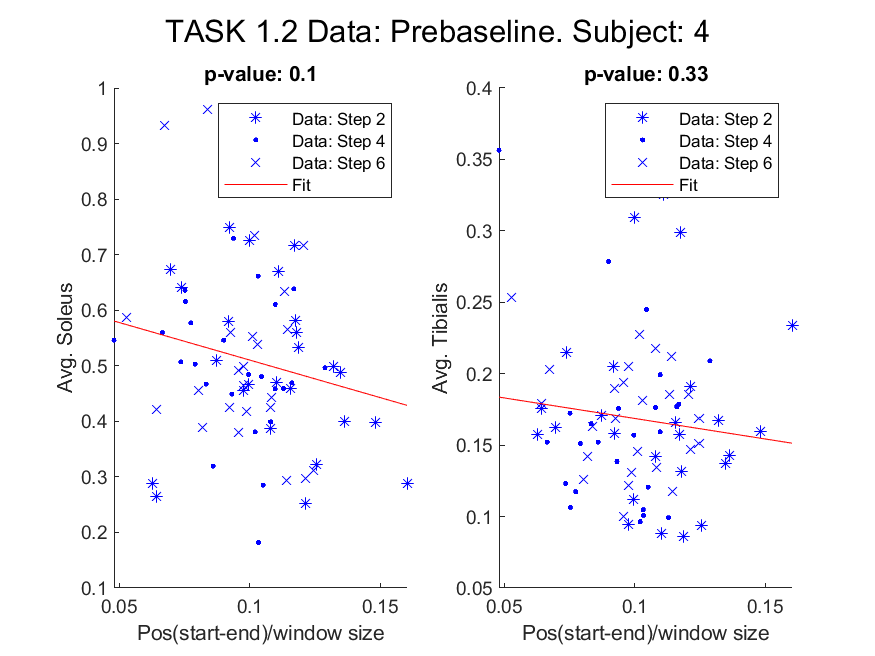 TASK 1.2 Data: Prebaseline. Subject: 4
p-value: 0.1
Data: Step 2
Data: Step 4
Data: Step 6
Fit
1
0.9
0.8
0.7
0.6
0.5
0.4
0.3
0.2
0.1
Avg. Soleus
0.05
0.1
0.15
Pos(start-end)/window size
p-value: 0.33
Data: Step 2
Data: Step 4
Data: Step 6
Fit
0.4
0.35
0.3
0.25
0.2
0.15
0.1
0.05
Avg. Tibialis
0.05
0.1
0.15
Pos(start-end)/window size